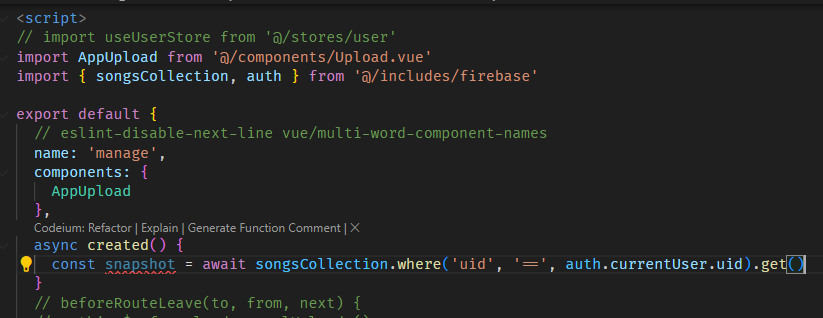 <script>
// import useUserStore from '@/stores/user'
import AppUpload from '@/components/Upload.vue'
import { songsCollection, auth } from '@/includes/firebase'
export default {
// eslint-disable-next-line vue/multi-word-component-names
name: 'manage',
components: {
AppUpload
},
Codeium: Refactor | Explain | Generate Function Comment | ×
async created() {
const snapshot = await songsCollection.where('uid', '==', auth.currentUser.uid).get()
}
// beforeRouteLeave(to, from, next) {